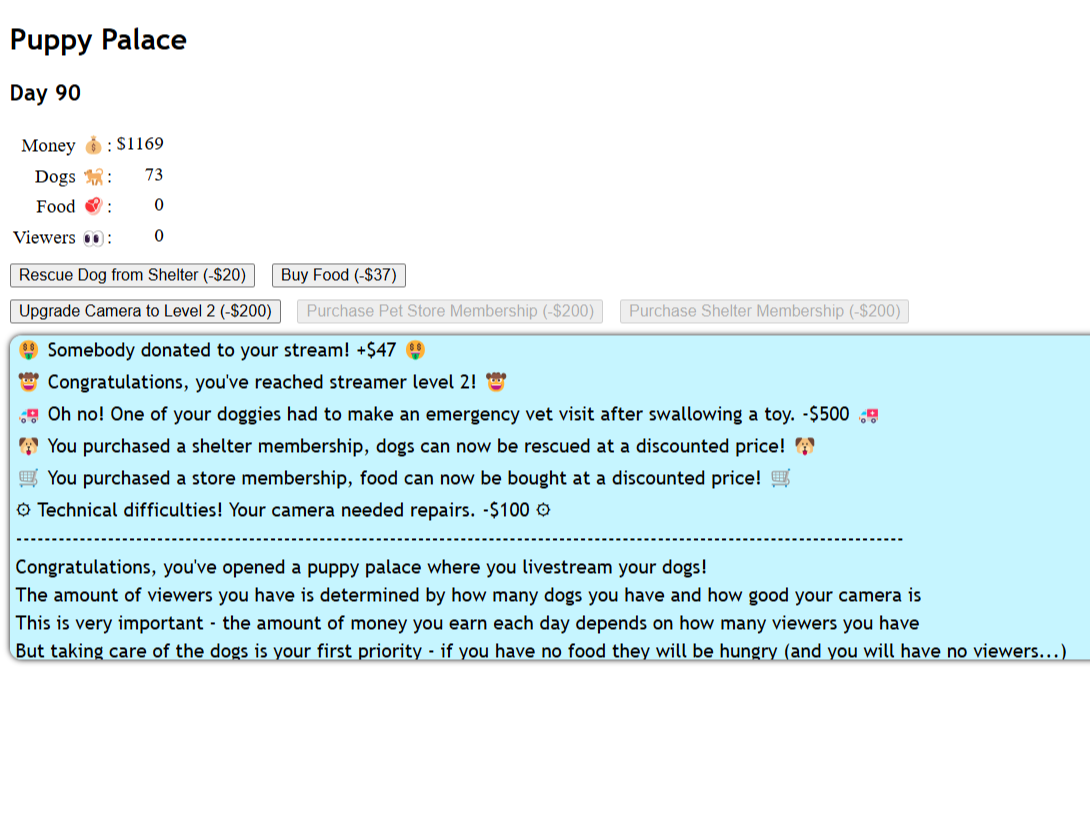 Puppy Palace
Day 90
Money 💰: $1169
Dogs 🐕: 73
Food 🥩: 0
Viewers 👀: 0
Rescue Dog from Shelter (-$20) Buy Food (-$37)
Upgrade Camera to Level 2 (-$200) Purchase Pet Store Membership (-$200) Purchase Shelter Membership (-$200)
🤑 Somebody donated to your stream! +$47 🤑
🤠 Congratulations, you've reached streamer level 2! 🤠
🚑 Oh no! One of your doggies had to make an emergency vet visit after swallowing a toy. -$500 🚑
🐶 You purchased a shelter membership, dogs can now be rescued at a discounted price! 🐶
🛒 You purchased a store membership, food can now be bought at a discounted price! 🛒
⚙ Technical difficulties! Your camera needed repairs. -$100 ⚙
------------------------------------------------------------------------------------------------------------------------------
Congratulations, you've opened a puppy palace where you livestream your dogs!
The amount of viewers you have is determined by how many dogs you have and how good your camera is
This is very important - the amount of money you earn each day depends on how many viewers you have
But taking care of the dogs is your first priority - if you have no food they will be hungry (and you will have no viewers...)